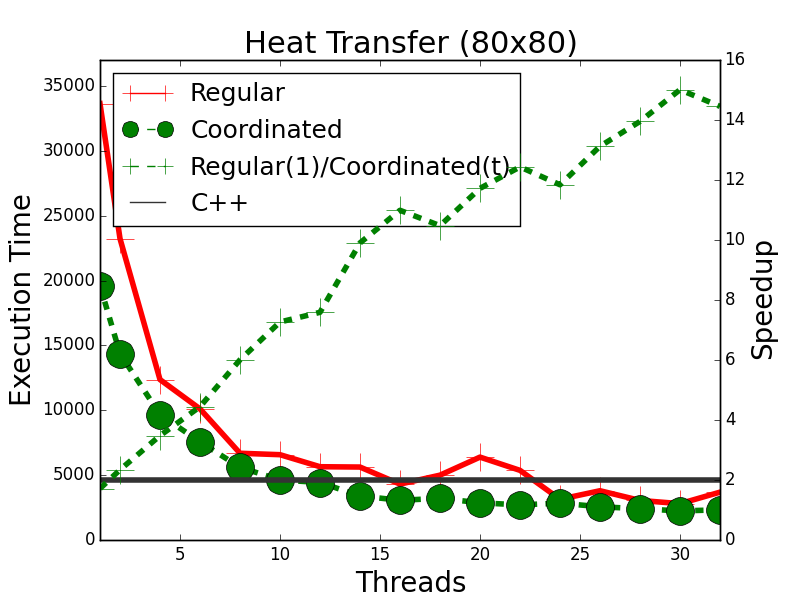 Heat Transfer (80x80)
Regular
Coordinated
Regular(1)/Coordinated(t)
C++
Execution Time
35000
30000
25000
20000
15000
10000
5000
0
Speedup
16
14
12
10
8
6
4
2
0
5 10 15 20 25 30
Threads